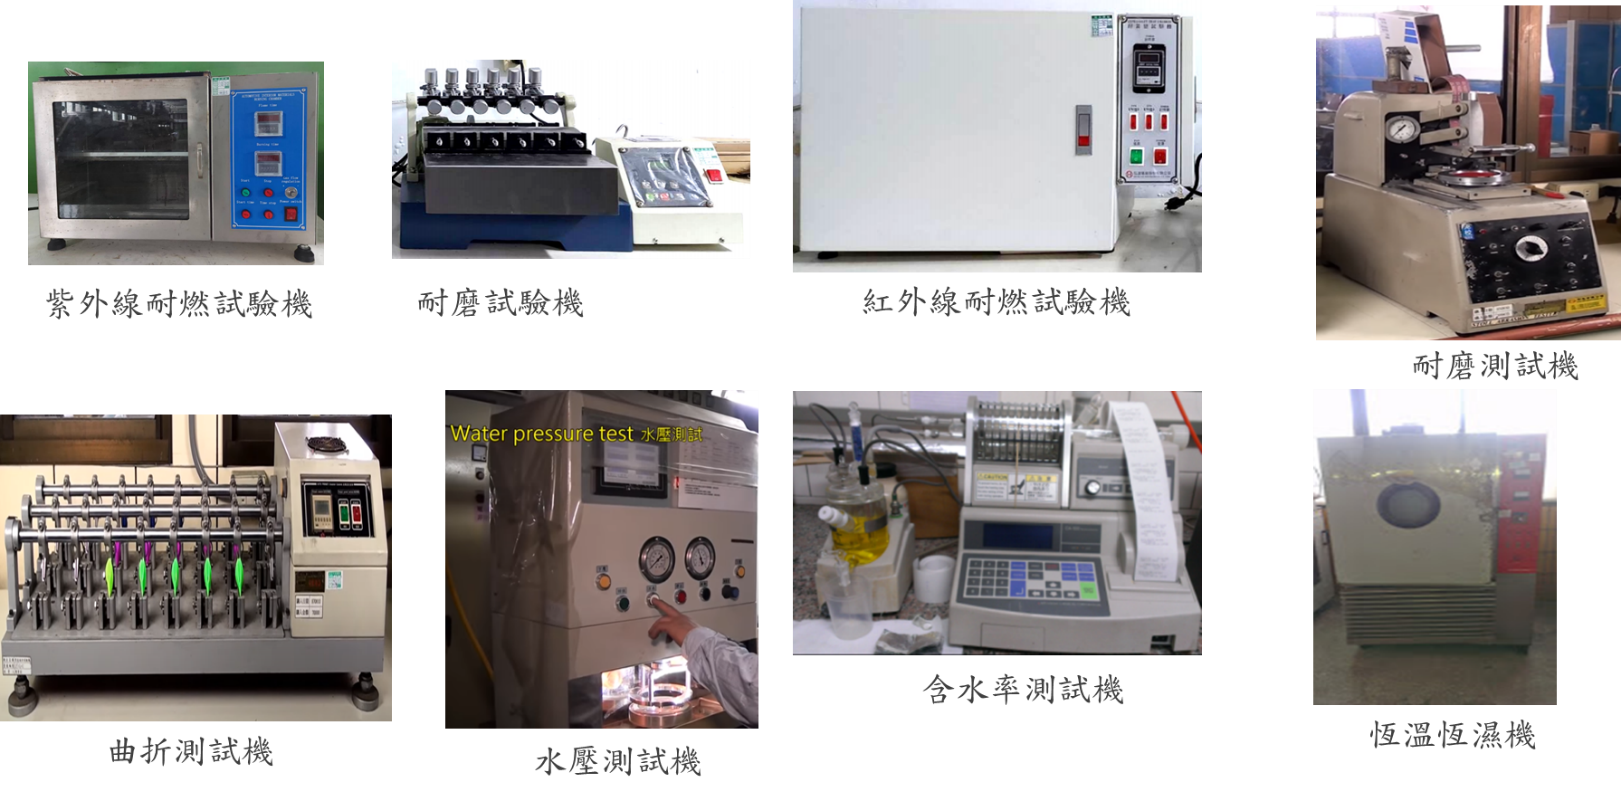 紫外線耐燃試驗機
耐磨試驗機
紅外線耐燃試驗機
耐磨測試機
Water pressure test 水壓測試
CAUTION
曲折測試機
水壓測試機
含水率測試機
恆溫恆濕機